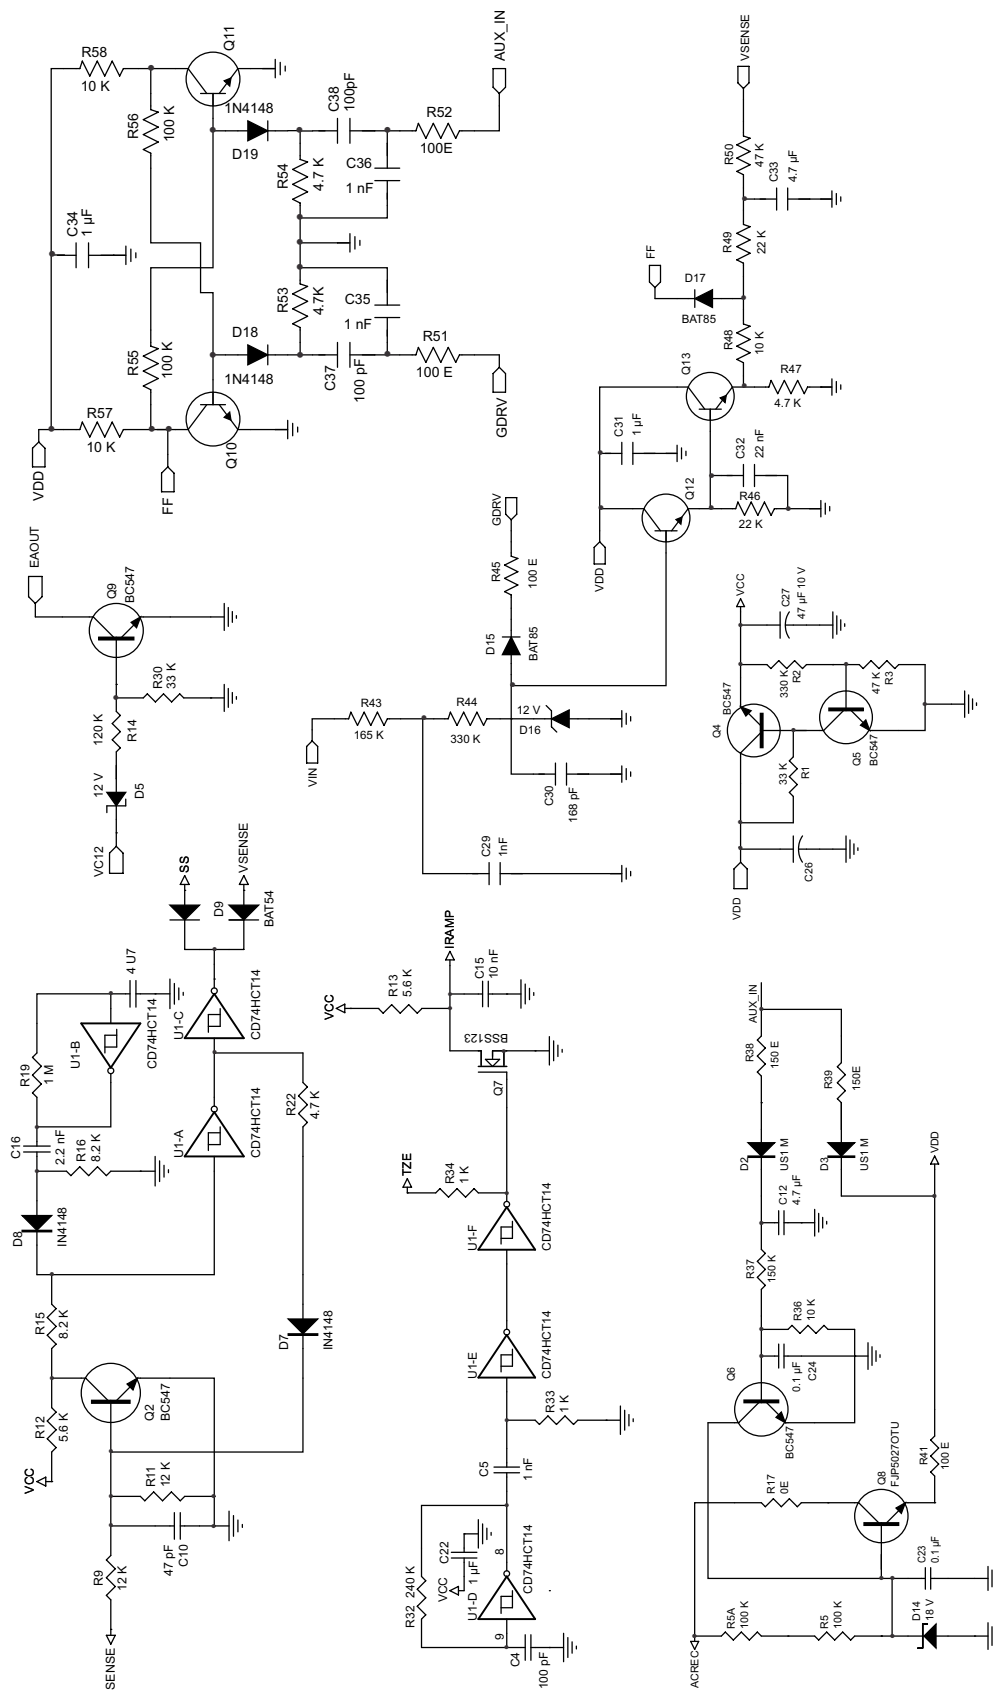 SENSE
R9
12 K
47 pF
C10
R11
12 K
VCC
R12
5.6 K
Q2
BC547
R15
8.2 K
D8
IN4148
C16
2.2 nF
R16
8.2 K
R19
1 M
U1-B
CD74HCT14
4 U7
D7
IN4148
R22
4.7 K
U1-A
CD74HCT14
U1-C
CD74HCT14
SS
D9
VSENSE
BAT54
VC12
12 V
D5
120 K
R14
R30
33 K
Q9
BC547
EAOUT
VDD
R57
10 K
FF
Q10
R55
100 K
C34
1 µF
R56
100 K
R58
10 K
Q11
D18
1N4148
1N4148
D19
R53
4.7K
R54
4.7 K
C37
100 pF
C35
1 nF
C36
1 nF
C38
100pF
R51
100 E
R52
100E
GDRV
AUX_IN
R32 240 K
C4
100 pF
9
U1-D
8
CD74HCT14
VCC
C22
1 µF
C5
1 nF
R33
1 K
U1-E
CD74HCT14
U1-F
CD74HCT14
TZE
R34
1 K
Q7
BSS123
VCC
R13
5.6 K
IRAMP
C15
10 nF
VIN
R43
165 K
C29
1nF
R44
330 K
C30
168 pF
12 V
D16
D15
BAT85
R45
100 E
GDRV
VDD
C31
1 µF
Q12
Q13
R46
22 K
C32
22 nF
R47
4.7 K
R48
10 K
D17
BAT85
FF
R49
22 K
C33
4.7 µF
R50
47 K
VSENSE
ACREC
R5A
100 K
R5
100 K
D14
18 V
C23
0.1 µF
R17
0E
Q8
FJP5027OTU
R41
100 E
Q6
BC547
0.1 µF
C24
R36
10 K
R37
150 K
C12
4.7 µF
D2
US1 M
R38
150 E
AUX_IN
D3
US1 M
R39
150E
VDD
VDD
C26
33 K
R1
Q4
BC547
Q5
BC547
330 K
R2
47 K
R3
VCC
C27
47 µF 10 V